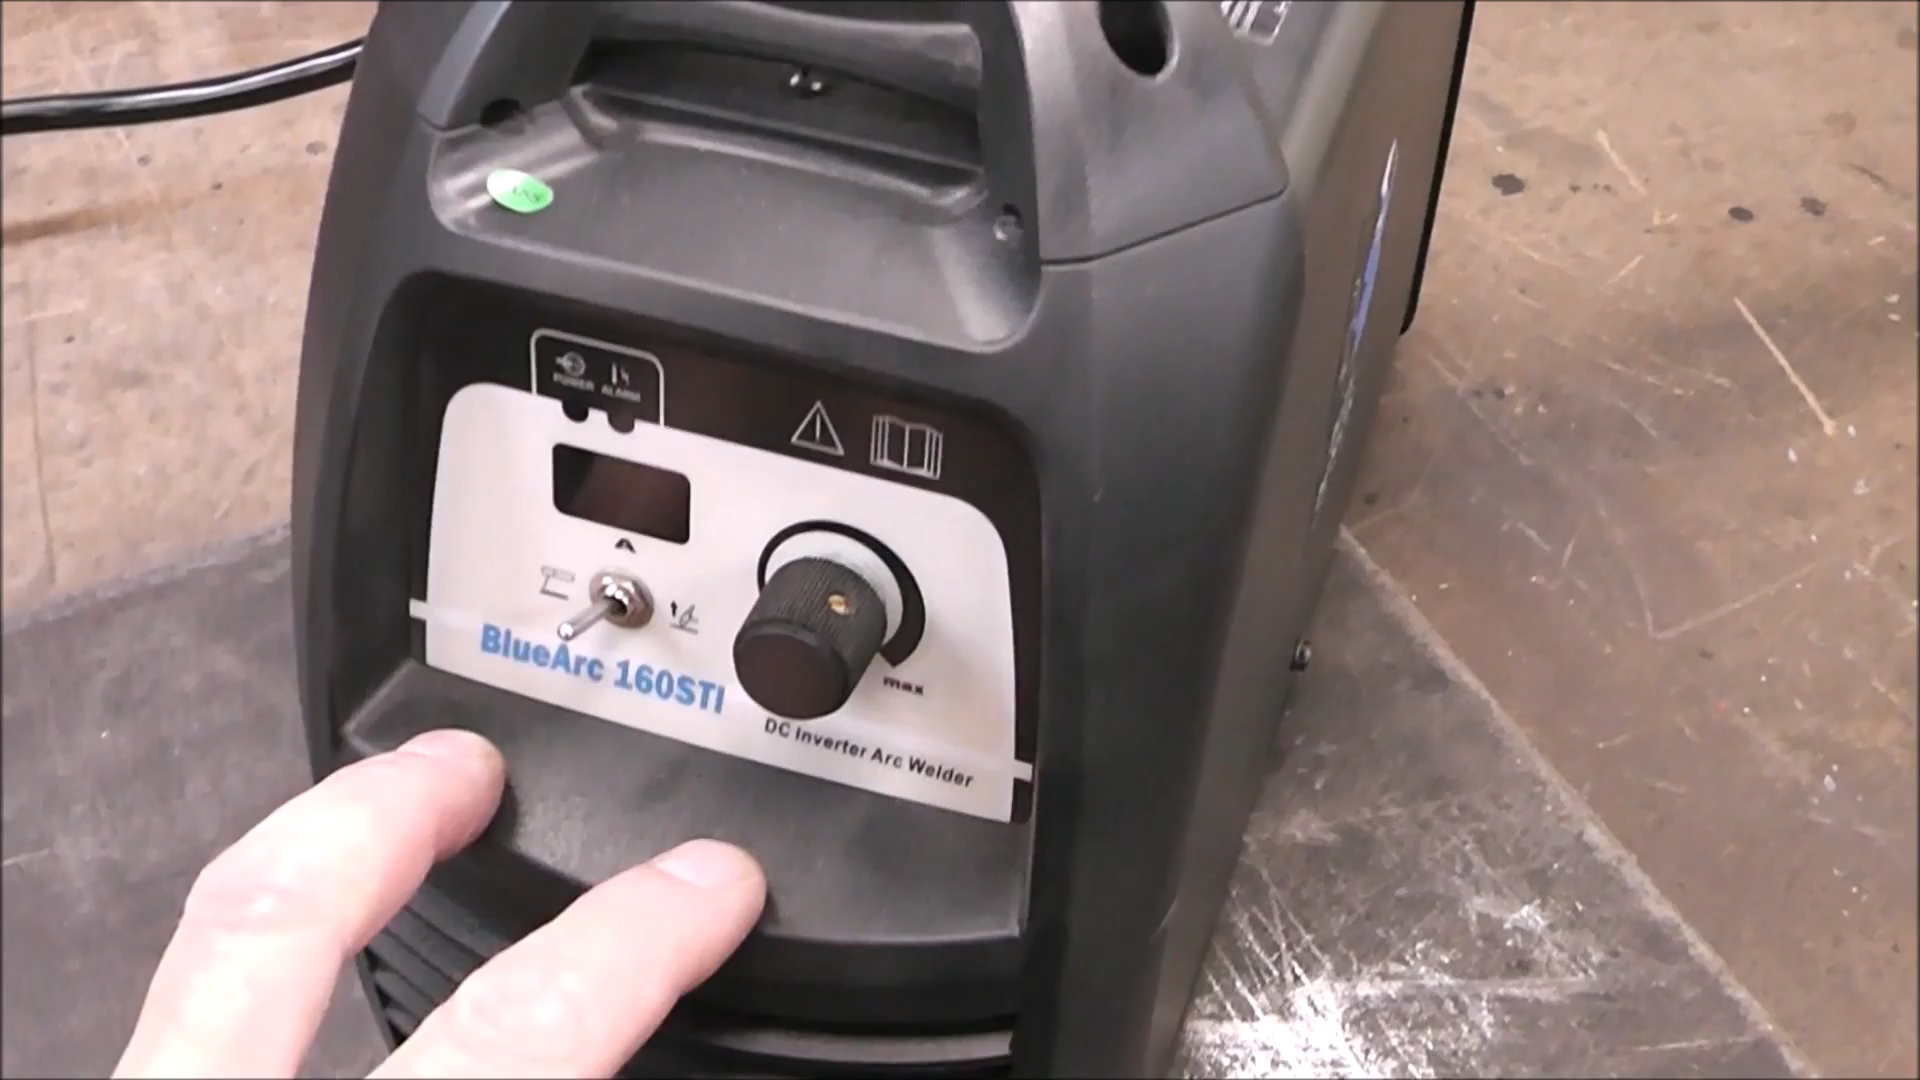 POWER ALARM
A
BlueArc 160STI
max
DC Inverter Arc Welder